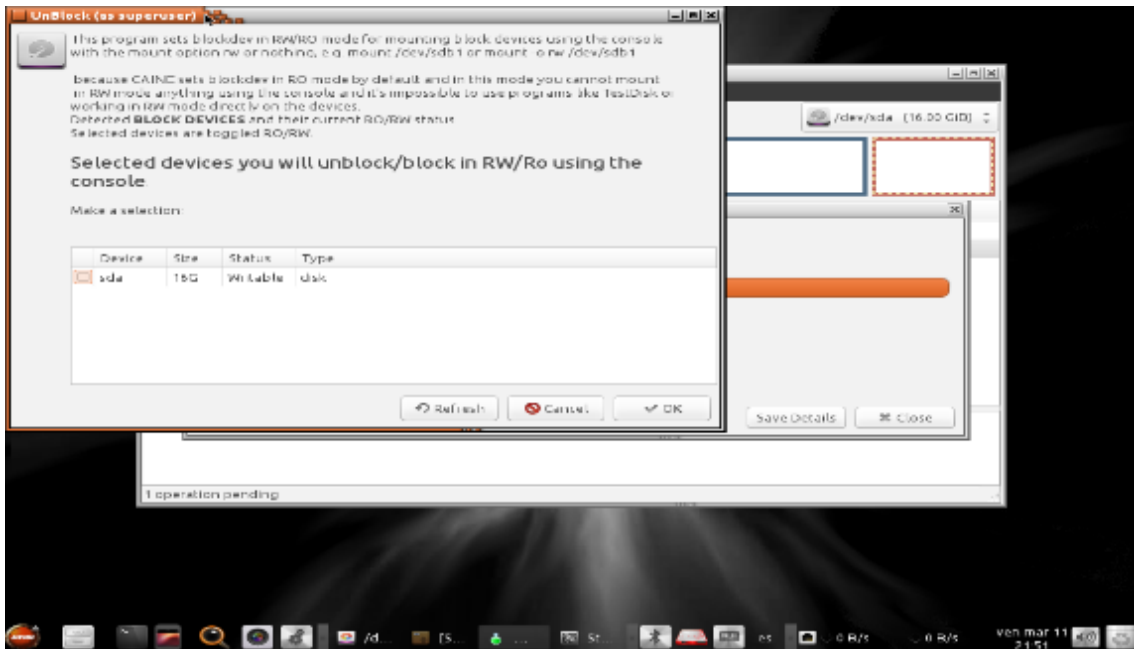 UnBlock (as superuser)
This program sets blockdev in RW/RO mode for mounting block devices using the console
with the mount option rw or nothing, e.g. mount /dev/sdb1 or mount -o rw /dev/sdb1
because CAINE sets blockdev in RO mode by default and in this mode you cannot mount
in RW mode anything using the console and it's impossible to use programs like TestDisk or
working in RW mode directly on the devices.
Detected BLOCK DEVICES and their current RO/RW status
Selected devices are toggled RO/RW.
Selected devices you will unblock/block in RW/Ro using the
console
Make a selection:
Device Size Status Type
sda 16G Writable disk
Refresh Cancel OK
/dev/sda (16.00 GiB)
Save Details Close
1 operation pending
/d... [S... ... St... es 0 B/s 0 B/s ven mar 11
21:51